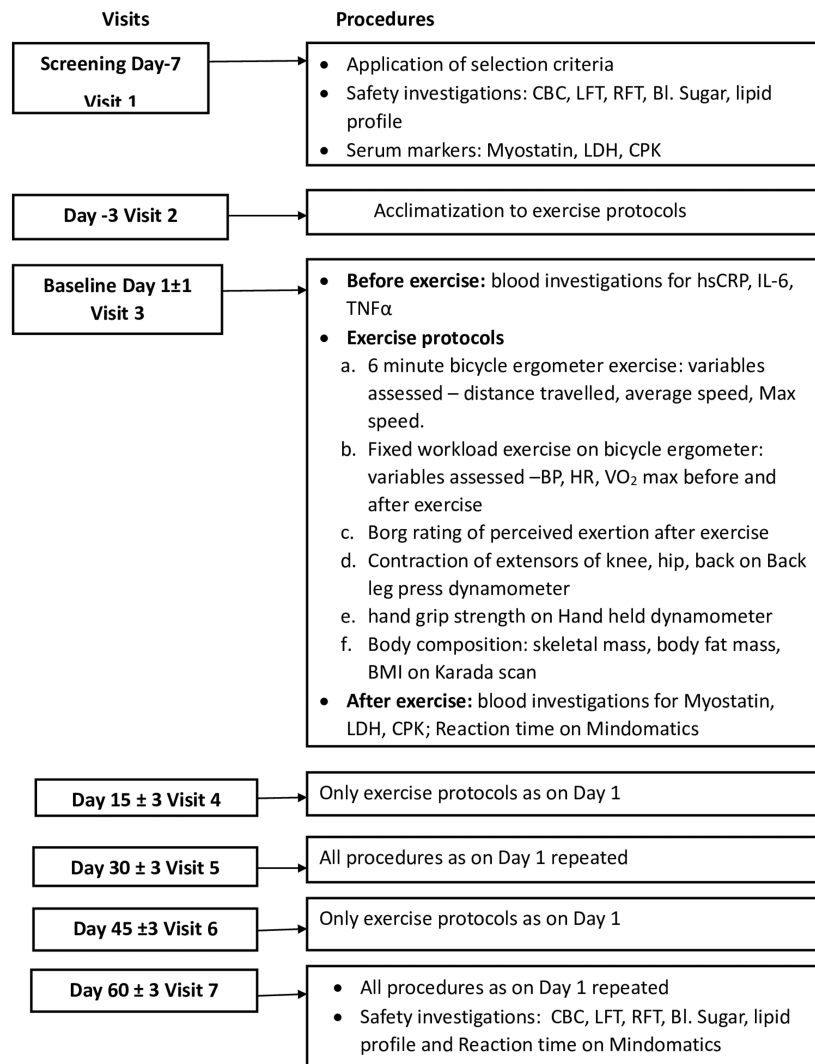 Visits
Procedures
Screening Day-7
Visit 1
• Application of selection criteria
• Safety investigations: CBC, LFT, RFT, Bl. Sugar, lipid
profile
• Serum markers: Myostatin, LDH, CPK
Day -3 Visit 2
Acclimatization to exercise protocols
Baseline Day 1±1
Visit 3
• Before exercise: blood investigations for hsCRP, IL-6,
TNFα
• Exercise protocols
a. 6 minute bicycle ergometer exercise: variables
assessed – distance travelled, average speed, Max
speed.
b. Fixed workload exercise on bicycle ergometer:
variables assessed –BP, HR, VO₂ max before and
after exercise
c. Borg rating of perceived exertion after exercise
d. Contraction of extensors of knee, hip, back on Back
leg press dynamometer
e. hand grip strength on Hand held dynamometer
f. Body composition: skeletal mass, body fat mass,
BMI on Karada scan
• After exercise: blood investigations for Myostatin,
LDH, CPK; Reaction time on Mindomatics
Day 15 ± 3 Visit 4
Only exercise protocols as on Day 1
Day 30 ± 3 Visit 5
All procedures as on Day 1 repeated
Day 45 ±3 Visit 6
Only exercise protocols as on Day 1
Day 60 ± 3 Visit 7
• All procedures as on Day 1 repeated
• Safety investigations: CBC, LFT, RFT, Bl. Sugar, lipid
profile and Reaction time on Mindomatics